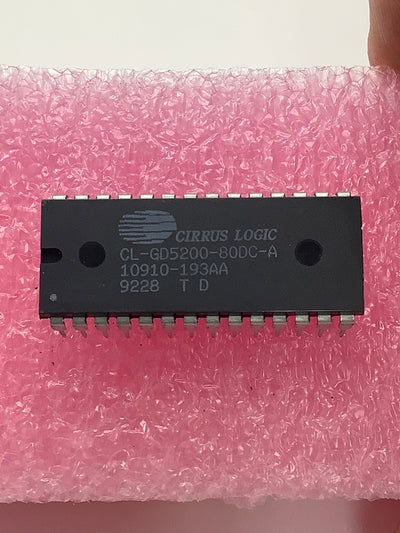 CIRRUS LOGIC
CL-GD5200-80DC-A
10910-193AA
9228 T D